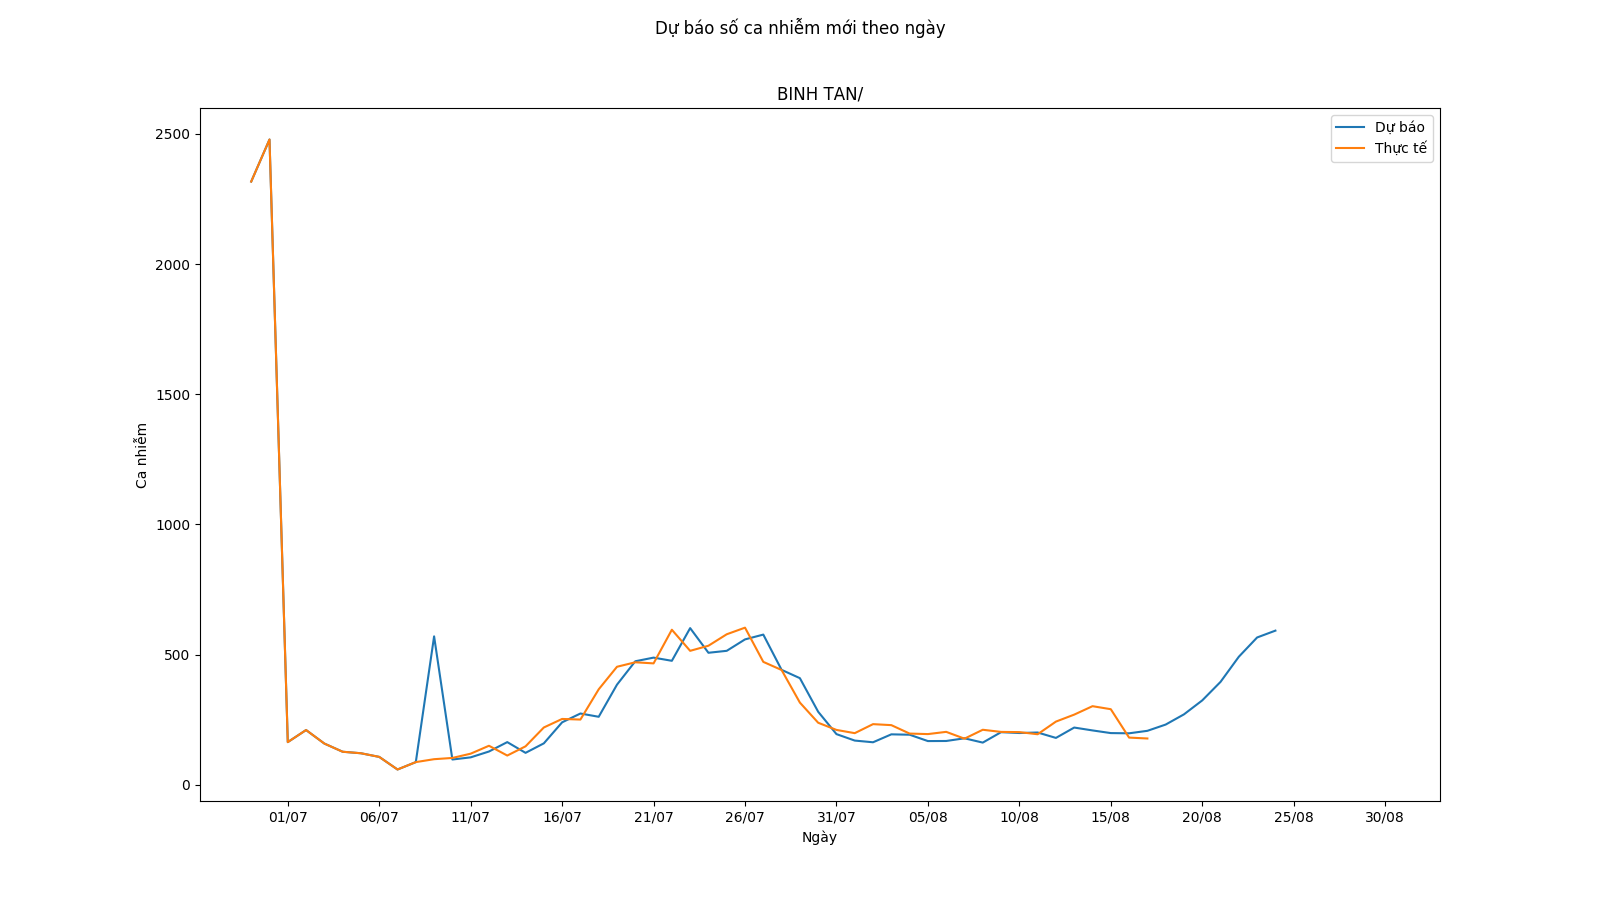 Dự báo số ca nhiễm mới theo ngày
BINH TAN/
Dự báo
Thực tế
2500
2000
1500
1000
500
0
Ca nhiễm
01/07 06/07 11/07 16/07 21/07 26/07 31/07 05/08 10/08 15/08 20/08 25/08 30/08
Ngày